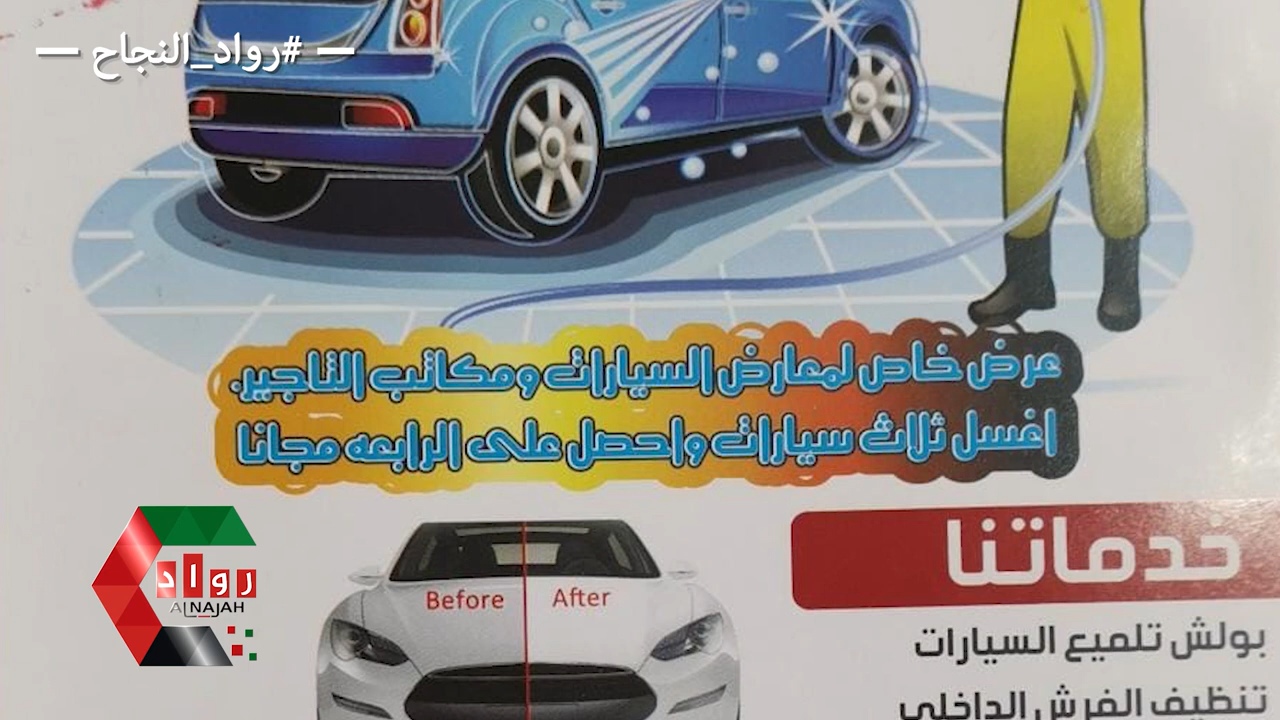 #رواد_النجاح
عرض خاص لمعارض السيارات ومكاتب التاجير.
اغسل ثلاث سيارات واحصل على الرابعه مجانا
رواد
ALNAJAH
Before After
خدماتنا
بولش تلميع السيارات
تنظيف الفرش الداخلي